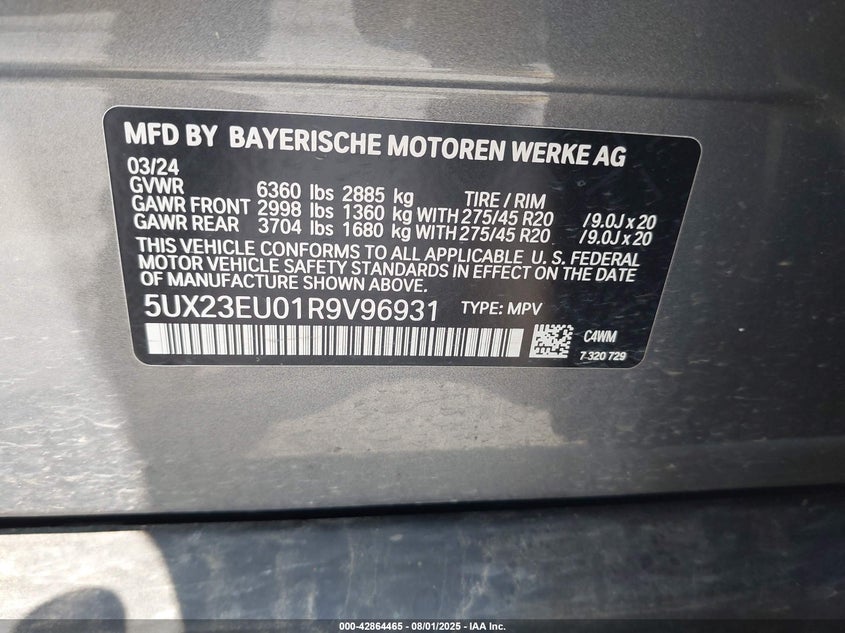 MFD BY BAYERISCHE MOTOREN WERKE AG
03/24
GVWR 6360 lbs 2885 kg TIRE / RIM
GAWR FRONT 2998 lbs 1360 kg WITH 275/45 R20 /9.0J x 20
GAWR REAR 3704 lbs 1680 kg WITH 275/45 R20 /9.0J x 20
THIS VEHICLE CONFORMS TO ALL APPLICABLE U. S. FEDERAL
MOTOR VEHICLE SAFETY STANDARDS IN EFFECT ON THE DATE
OF MANUFACTURE SHOWN ABOVE.
5UX23EU01R9V96931 TYPE: MPV
C4WM
7 320 729
000-42864465 - 08/01/2025 - IAA Inc.